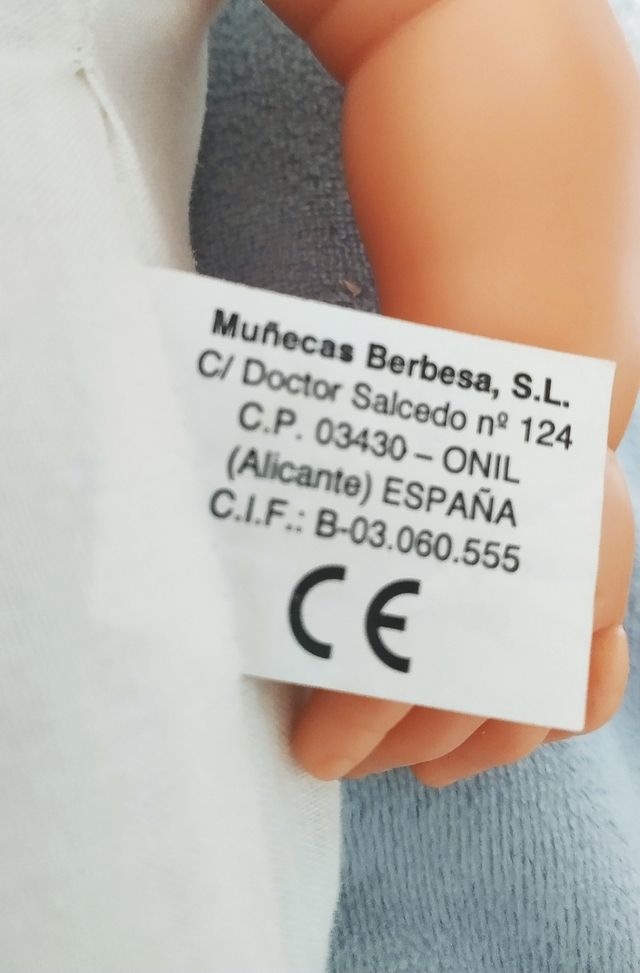 Muñecas Berbesa, S.L.
C/ Doctor Salcedo nº 124
C.P. 03430 – ONIL
(Alicante) ESPAÑA
C.I.F.: B-03.060.555
CE